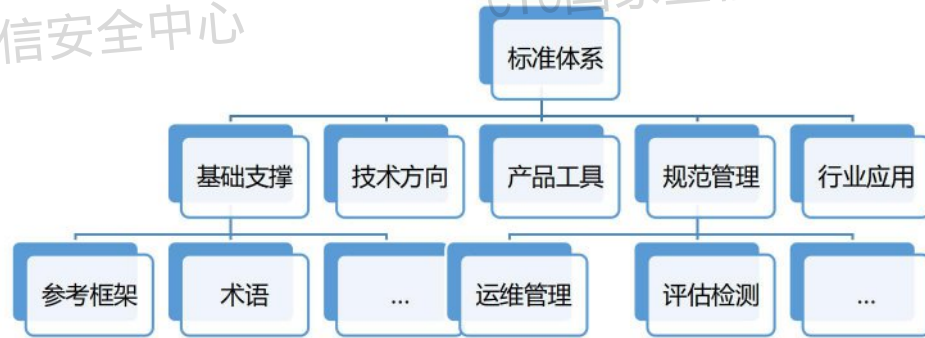 信安全中心
标准体系
基础支撑
技术方向
产品工具
规范管理
行业应用
参考框架
术语
...
运维管理
评估检测
...